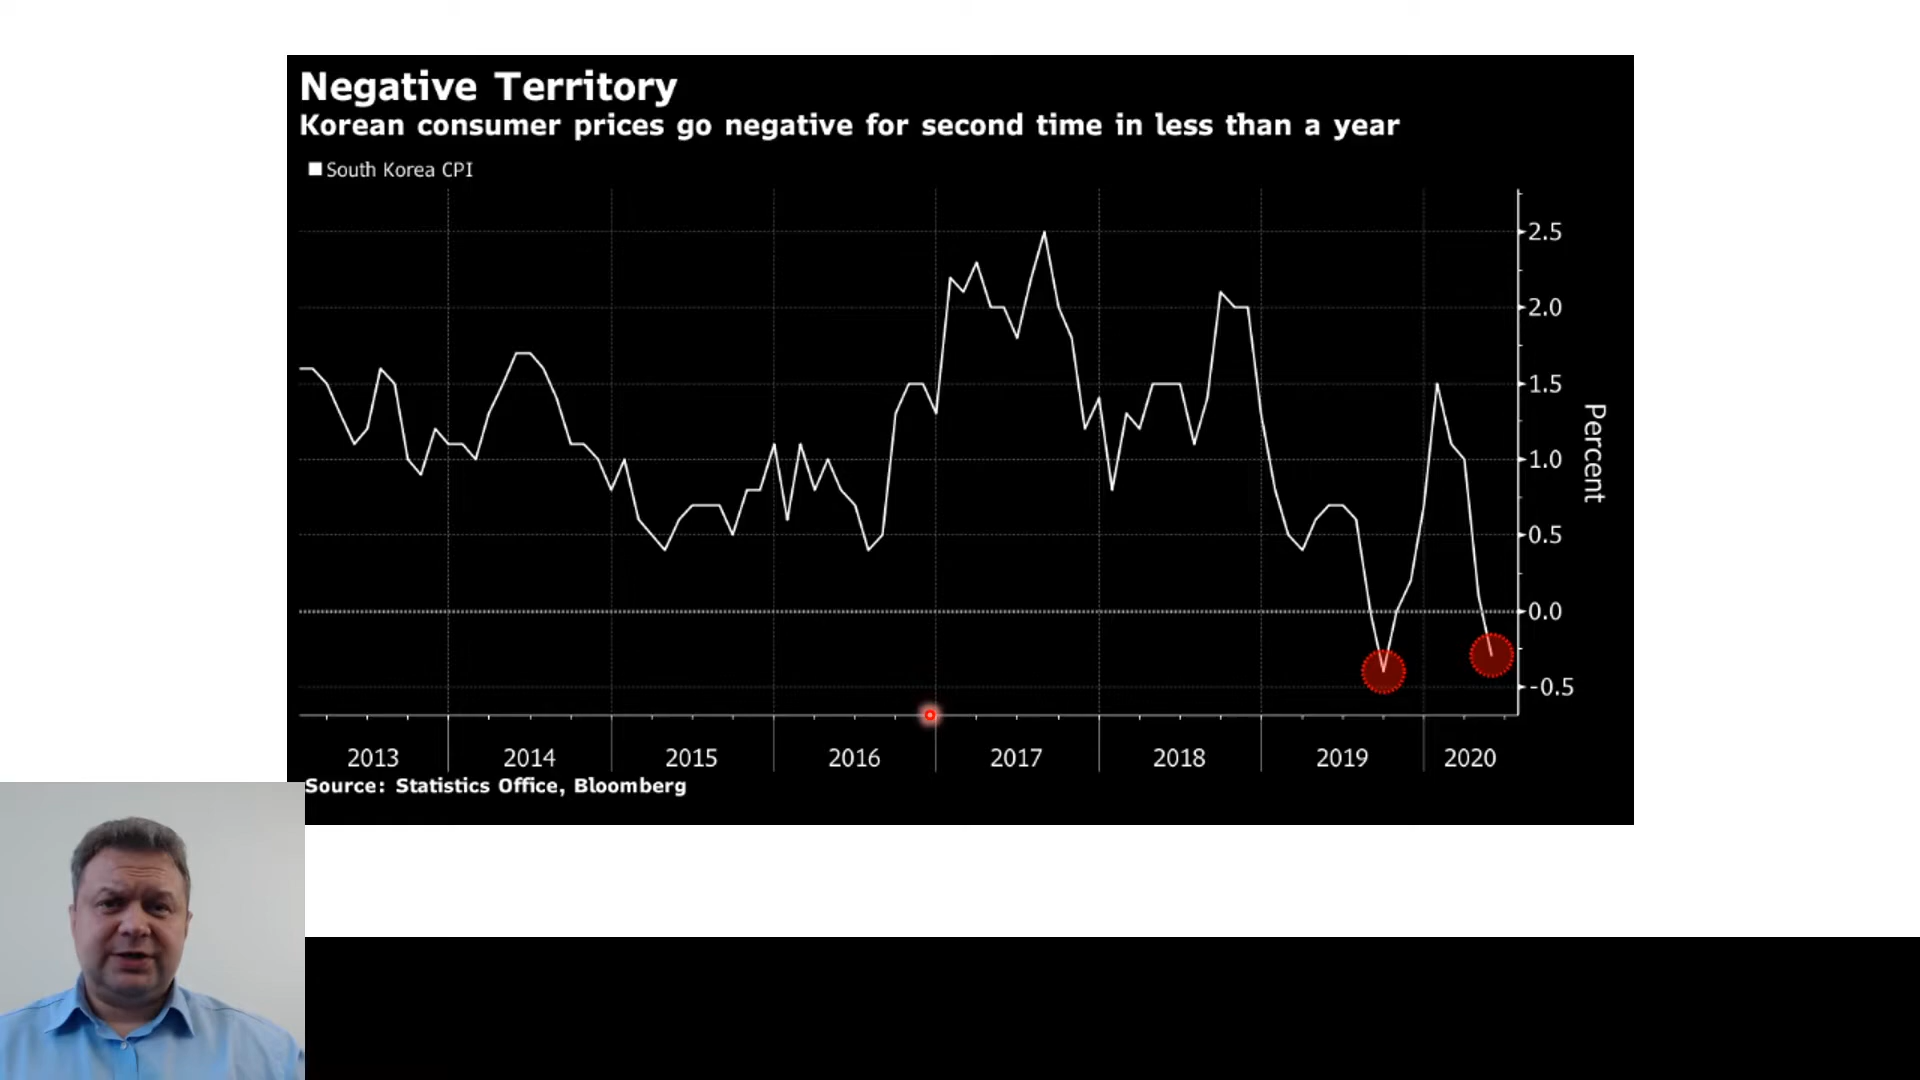 Negative Territory
Korean consumer prices go negative for second time in less than a year
South Korea CPI
2.5
2.0
1.5
1.0
0.5
0.0
-0.5
Percent
2013 2014 2015 2016 2017 2018 2019 2020
Source: Statistics Office, Bloomberg